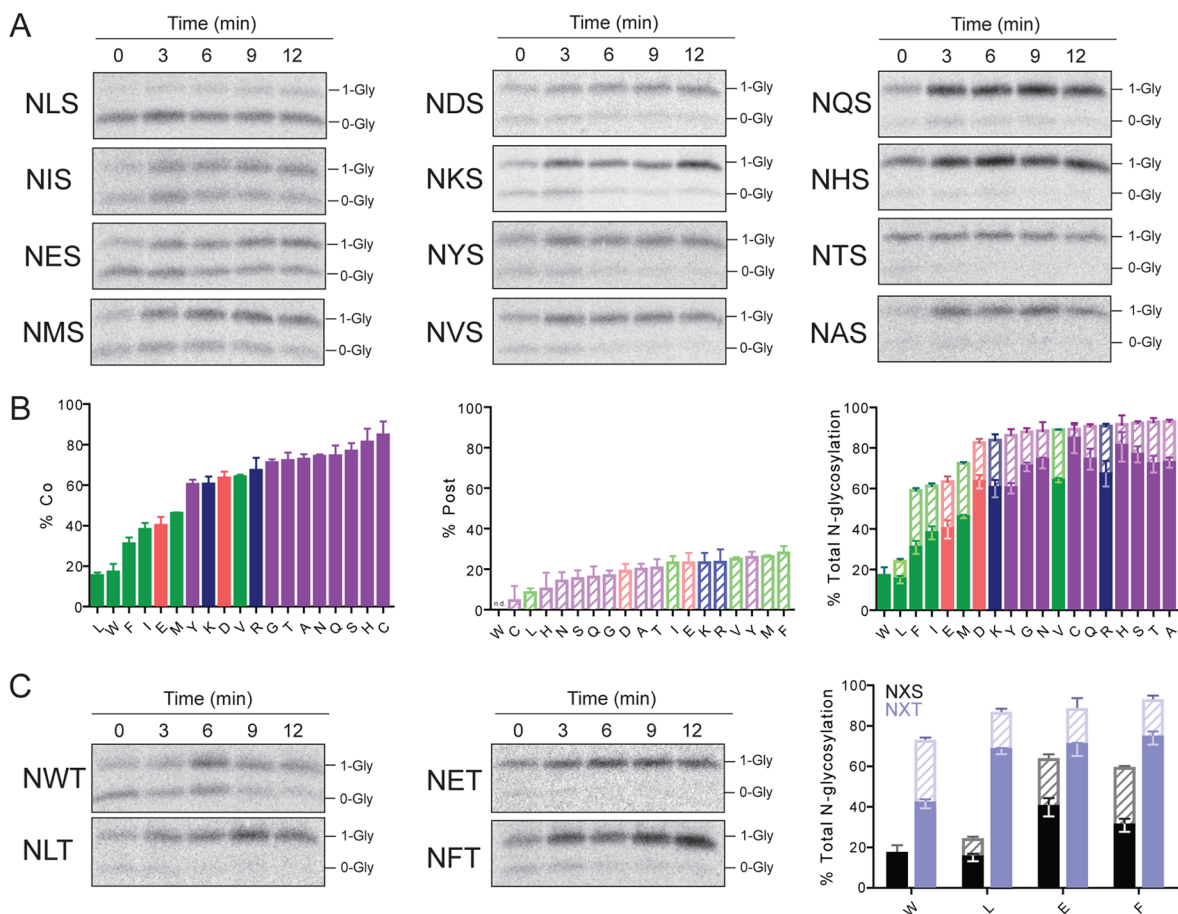 A
Time (min)
0 3 6 9 12
NLS
1-Gly
0-Gly
NIS
1-Gly
0-Gly
NES
1-Gly
0-Gly
NMS
1-Gly
0-Gly
Time (min)
0 3 6 9 12
NDS
1-Gly
0-Gly
NKS
1-Gly
0-Gly
NYS
1-Gly
0-Gly
NVS
1-Gly
0-Gly
Time (min)
0 3 6 9 12
NQS
1-Gly
0-Gly
NHS
1-Gly
0-Gly
NTS
1-Gly
0-Gly
NAS
1-Gly
0-Gly
B
% Co
100
80
60
40
20
0
L W F I E M Y K D V R G T A N Q S H C
% Post
100
80
60
40
20
0
n.d.
W C L H N S Q G D A T I E K R V Y M F
% Total N-glycosylation
100
80
60
40
20
0
W L F I E M D K Y G N V C Q R H S T A
C
Time (min)
0 3 6 9 12
NWT
1-Gly
0-Gly
NLT
1-Gly
0-Gly
Time (min)
0 3 6 9 12
NET
1-Gly
0-Gly
NFT
1-Gly
0-Gly
% Total N-glycosylation
100
80
60
40
20
0
NXS
NXT
W L E F